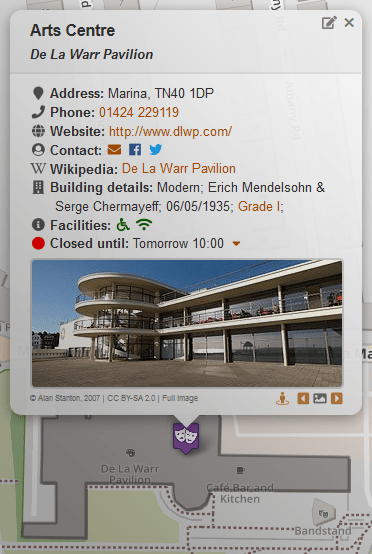 Arts Centre
De La Warr Pavilion
Address: Marina, TN40 1DP
Phone: 01424 229119
Website: http://www.dlwp.com/
Contact:
Wikipedia: De La Warr Pavilion
Building details: Modern; Erich Mendelsohn &
Serge Chermayeff; 06/05/1935; Grade I;
Facilities:
Closed until: Tomorrow 10:00
© Alan Stanton, 2007 | CC BY-SA 2.0 | Full image
De La Warr
Pavilion
Café Bar and
Kitchen
Bandstand